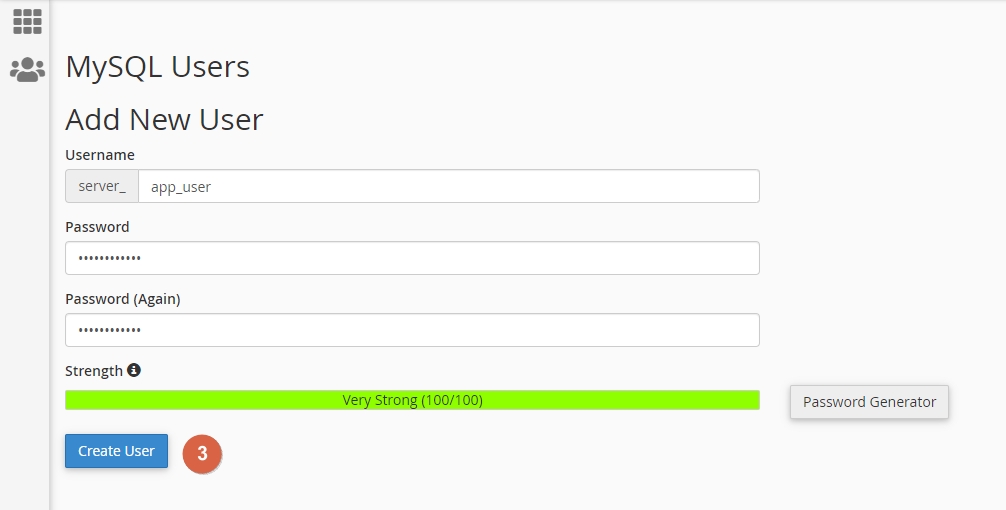 MySQL Users
Add New User
Username
server_ app_user
Password
••••••••••••
Password (Again)
••••••••••••
Strength
Very Strong (100/100)
Password Generator
Create User
3